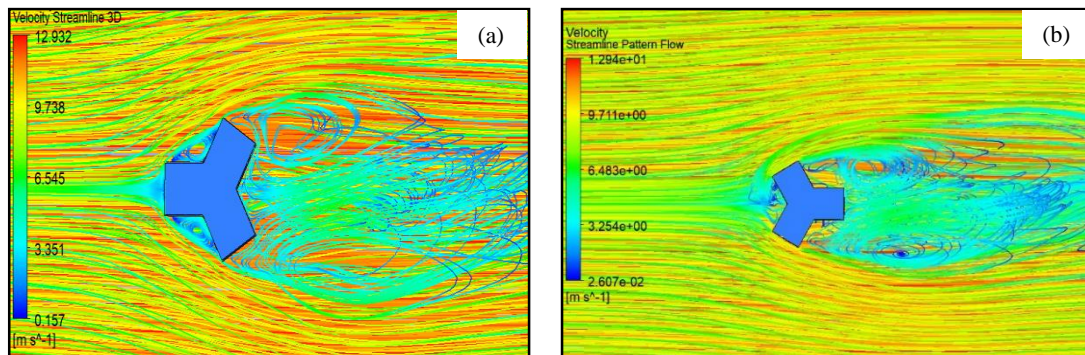 Velocity Streamline 3D
12.932
9.738
6.545
3.351
0.157
[m s^-1]
(a)
Velocity
Streamline Pattern Flow
1.294e+01
9.711e+00
6.483e+00
3.254e+00
2.607e-02
[m s^-1]
(b)